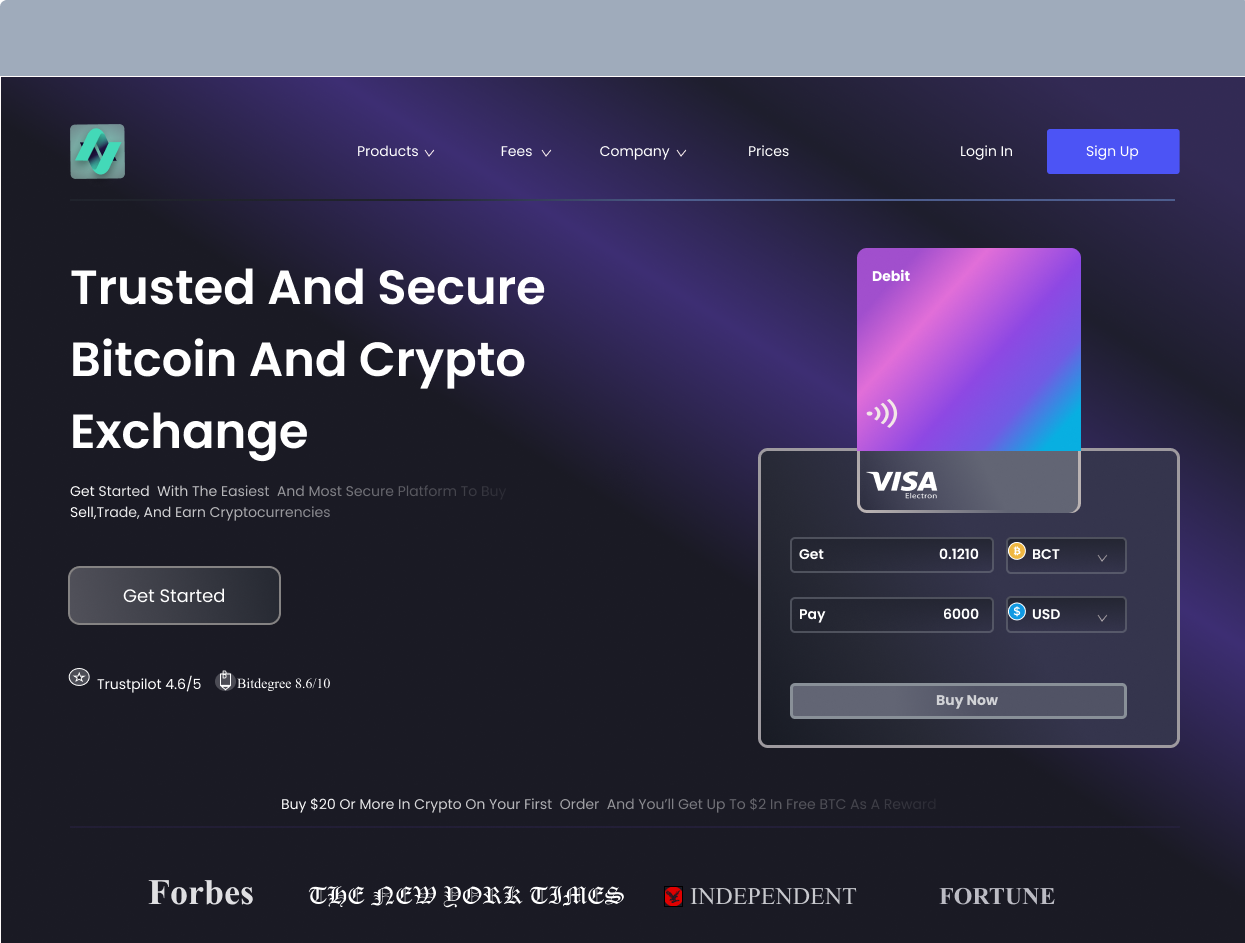 Products Fees Company Prices Login In Sign Up
Trusted And Secure
Bitcoin And Crypto
Exchange
Get Started With The Easiest And Most Secure Platform To Buy
Sell,Trade, And Earn Cryptocurrencies
Get Started
Trustpilot 4.6/5 Bitdegree 8.6/10
Debit
VISA
Electron
Get 0.1210 BCT
Pay 6000 USD
Buy Now
Buy $20 Or More In Crypto On Your First Order And You'll Get Up To $2 In Free BTC As A Reward
Forbes THE NEW YORK TIMES INDEPENDENT FORTUNE